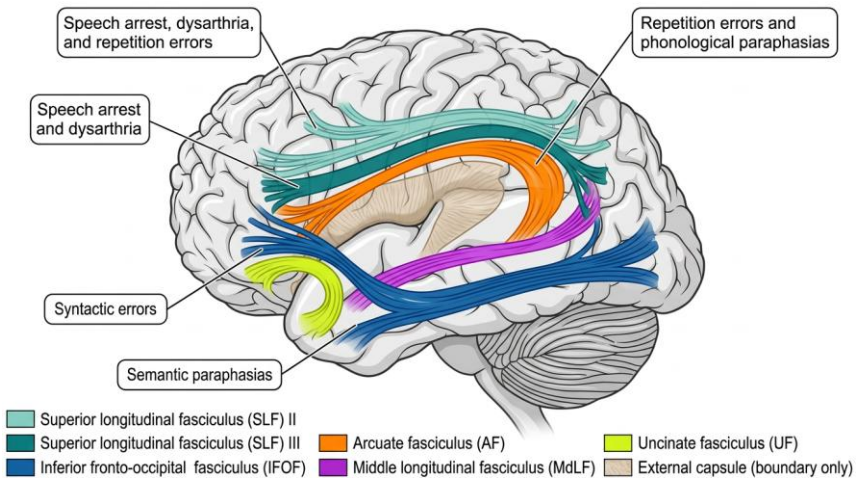 Speech arrest, dysarthria,
and repetition errors
Repetition errors and
phonological paraphasias
Speech arrest
and dysarthria
Syntactic errors
Semantic paraphasias
Superior longitudinal fasciculus (SLF) II
Superior longitudinal fasciculus (SLF) III
Arcuate fasciculus (AF)
Uncinate fasciculus (UF)
Inferior fronto-occipital fasciculus (IFOF)
Middle longitudinal fasciculus (MdLF)
External capsule (boundary only)